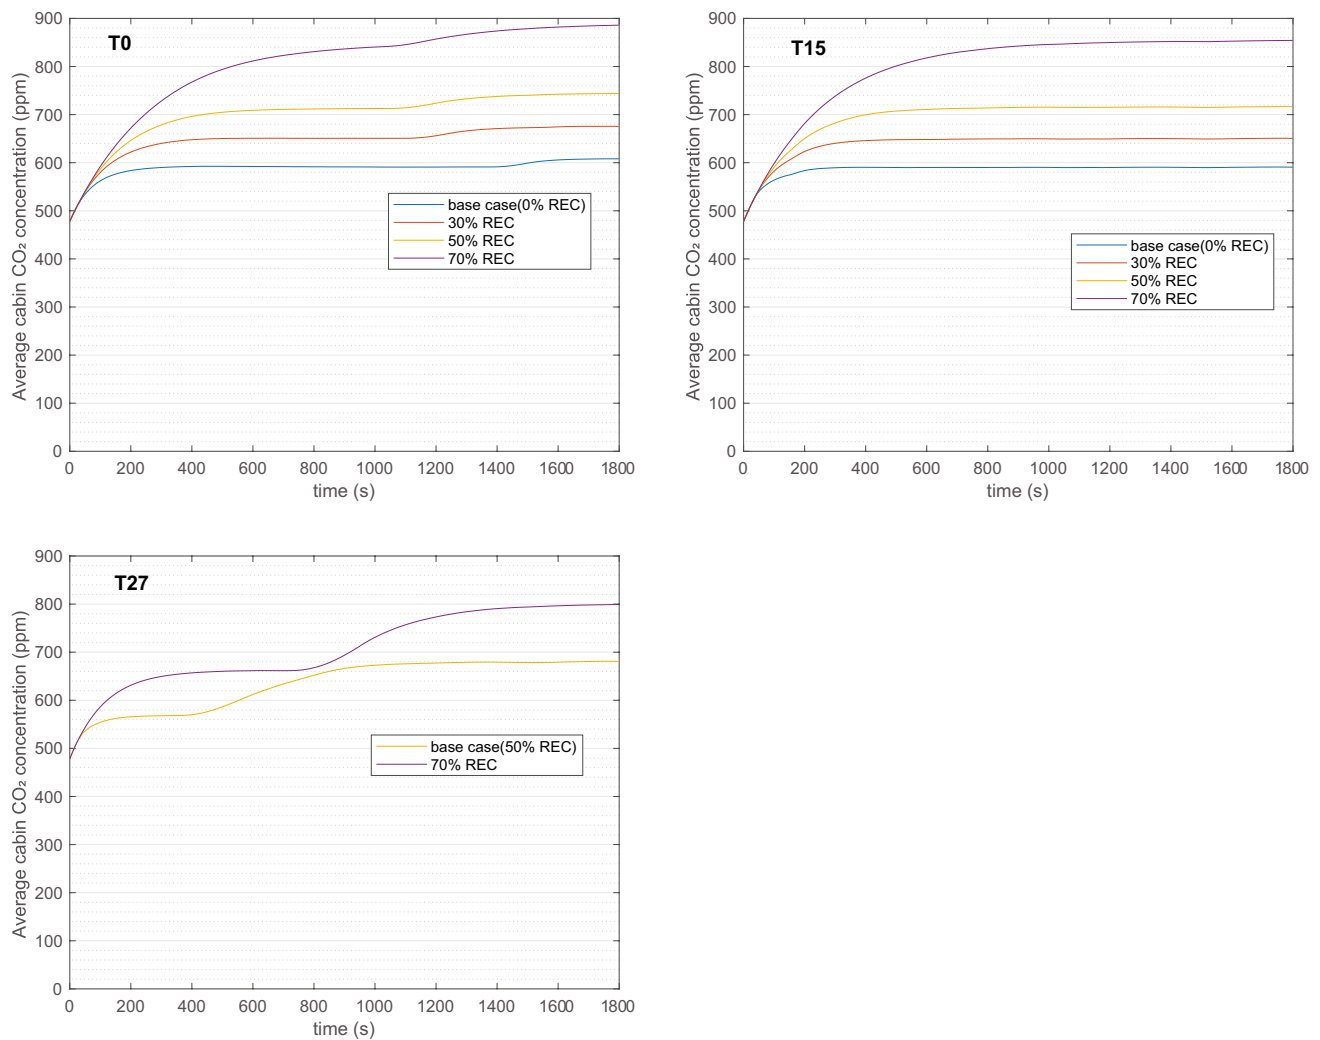 T0
Average cabin CO₂ concentration (ppm)
900
800
700
600
500
400
300
200
100
0
base case(0% REC)
30% REC
50% REC
70% REC
0 200 400 600 800 1000 1200 1400 1600 1800
time (s)
T15
Average cabin CO₂ concentration (ppm)
900
800
700
600
500
400
300
200
100
0
base case(0% REC)
30% REC
50% REC
70% REC
0 200 400 600 800 1000 1200 1400 1600 1800
time (s)
T27
Average cabin CO₂ concentration (ppm)
900
800
700
600
500
400
300
200
100
0
base case(50% REC)
70% REC
0 200 400 600 800 1000 1200 1400 1600 1800
time (s)